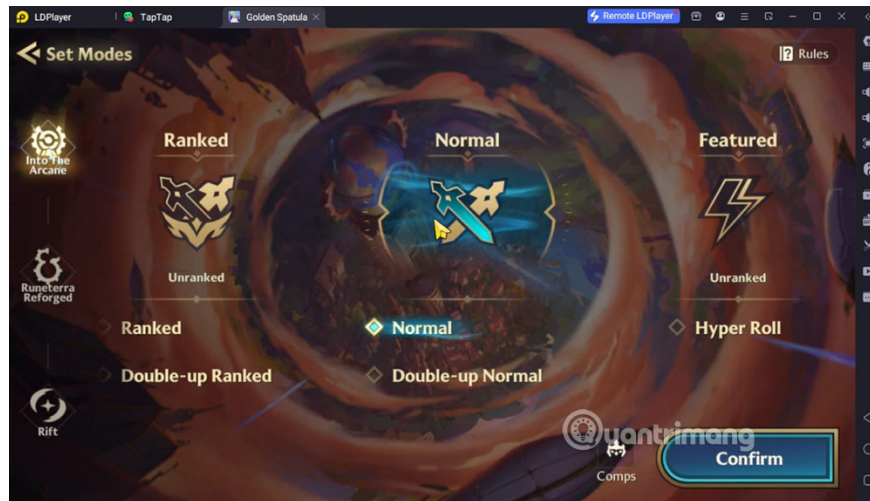 LDPlayer
TapTap
Golden Spatula
Remote LDPlayer
Set Modes
Rules
Into The
Arcane
Ranked
Normal
Featured
Unranked
Unranked
Runeterra
Reforged
Ranked
Normal
Hyper Roll
Double-up Ranked
Double-up Normal
Rift
Quantrimang
Comps
Confirm